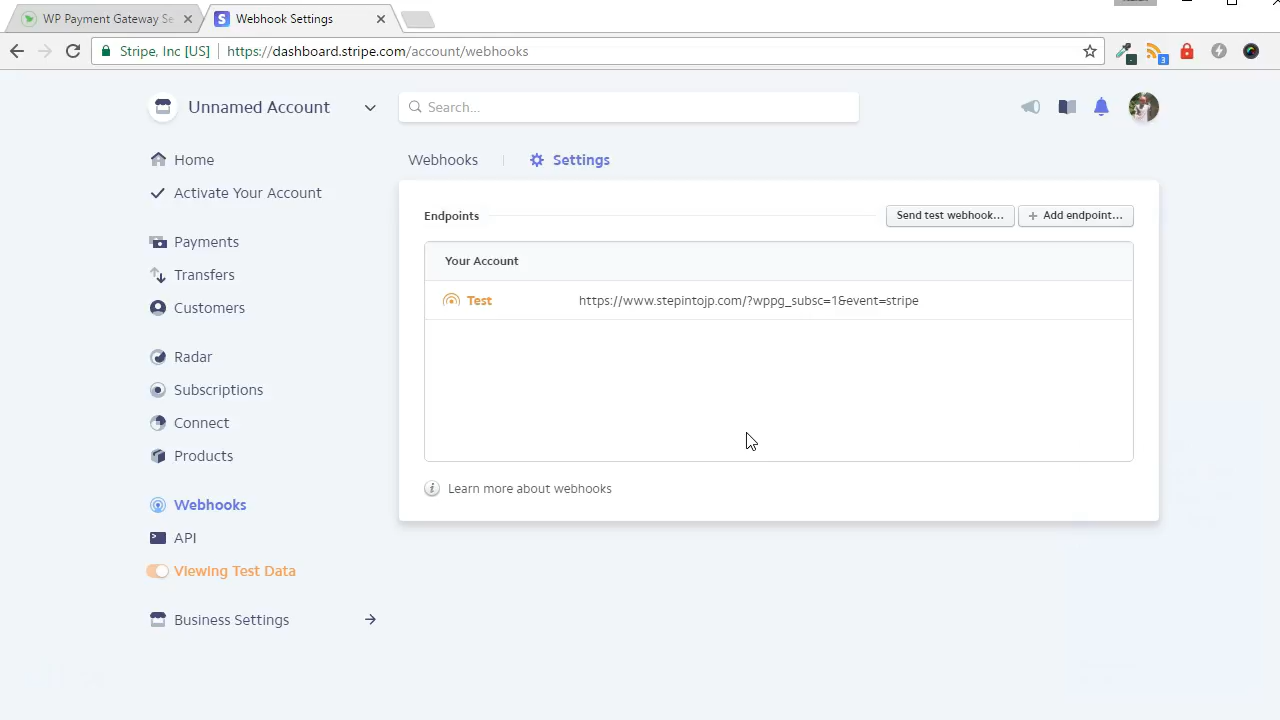 WP Payment Gateway Se
Webhook Settings
Stripe, Inc [US]
https://dashboard.stripe.com/account/webhooks
3
Unnamed Account
Search...
Home
Activate Your Account
Payments
Transfers
Customers
Radar
Subscriptions
Connect
Products
Webhooks
API
Viewing Test Data
Business Settings
Webhooks
Settings
Endpoints
Send test webhook...
+ Add endpoint...
Your Account
Test
https://www.stepintojp.com/?wppg_subsc=1&event=stripe
Learn more about webhooks